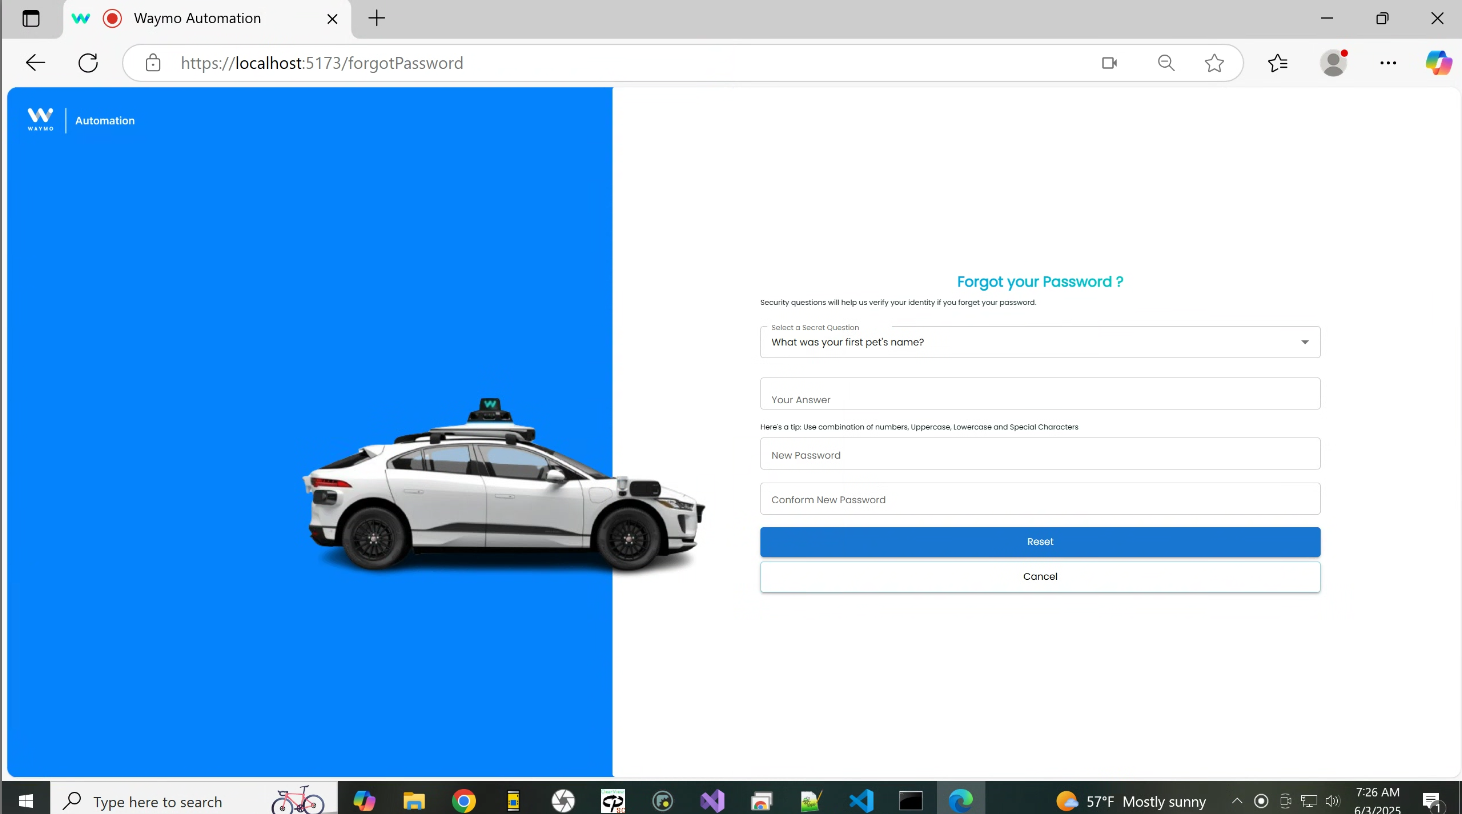 Waymo Automation
https://localhost:5173/forgotPassword
W
WAYMO
Automation
Forgot your Password ?
Security questions will help us verify your identity if you forget your password.
Select a Secret Question
What was your first pet's name?
Your Answer
Here's a tip: Use combination of numbers, Uppercase, Lowercase and Special Characters
New Password
Conform New Password
Reset
Cancel
Type here to search
57°F Mostly sunny
7:26 AM
6/3/2025
1